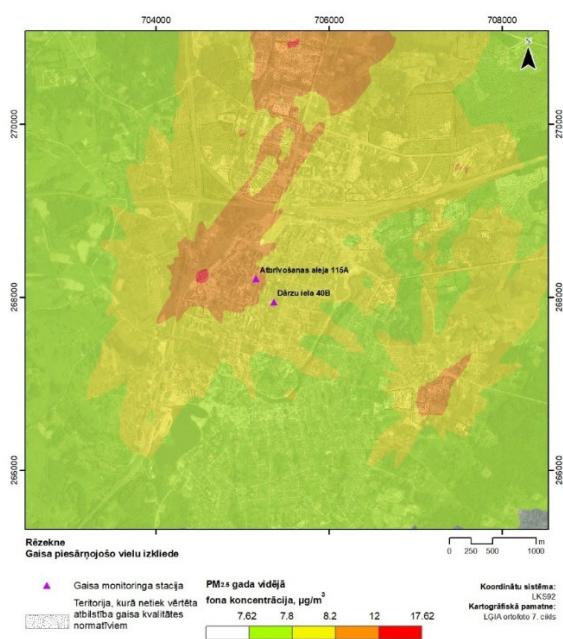 704000 706000 708000
270000 270000
Atbrīvošanas aleja 115A
268000 268000
Dārzu iela 40B
266000 266000
Rēzekne
Gaisa piesārņojošo vielu izkliede
0 250 500 1000 m
Gaisa monitoringa stacija
Teritorija, kurā netiek vērtēta
atbilstība gaisa kvalitātes
normatīviem
PM2.5 gada vidējā
fona koncentrācija, µg/m³
7.62 7.8 8.2 12 17.62
Koordinātu sistēma:
LKS92
Kartogrāfiskā pamatne:
LĢIA ortofoto 7. cikls